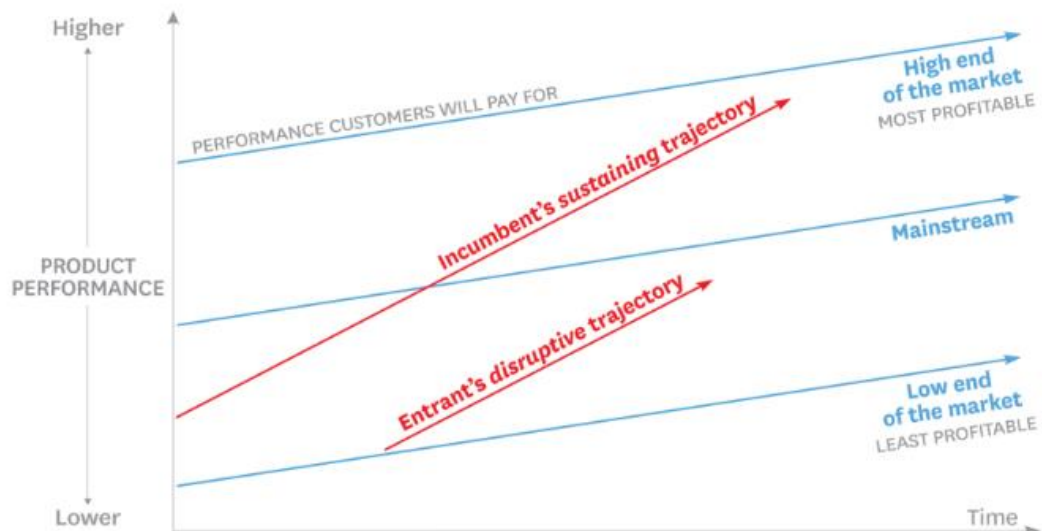 Higher
PERFORMANCE CUSTOMERS WILL PAY FOR
High end
of the market
MOST PROFITABLE
Incumbent's sustaining trajectory
Mainstream
PRODUCT
PERFORMANCE
Entrant's disruptive trajectory
Low end
of the market
LEAST PROFITABLE
Lower
Time